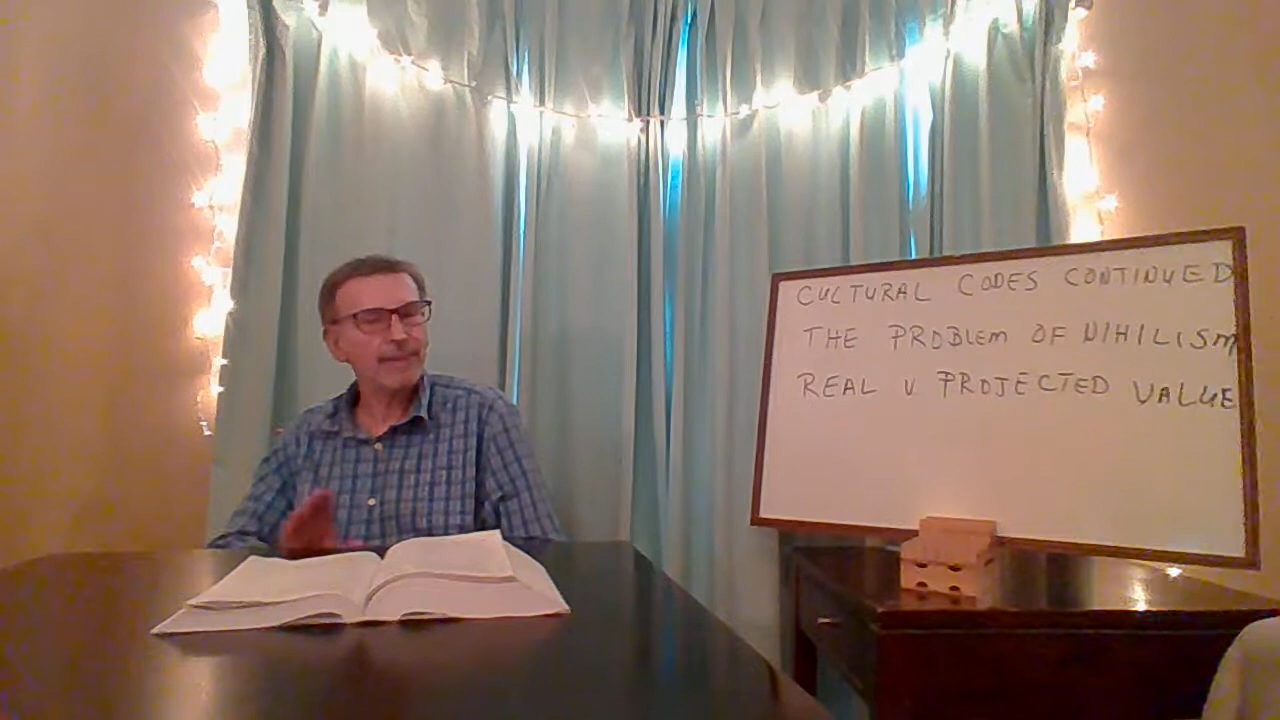 CULTURAL CODES CONTINUED
THE PROBLEM OF NIHILISM
REAL V PROJECTED VALUE